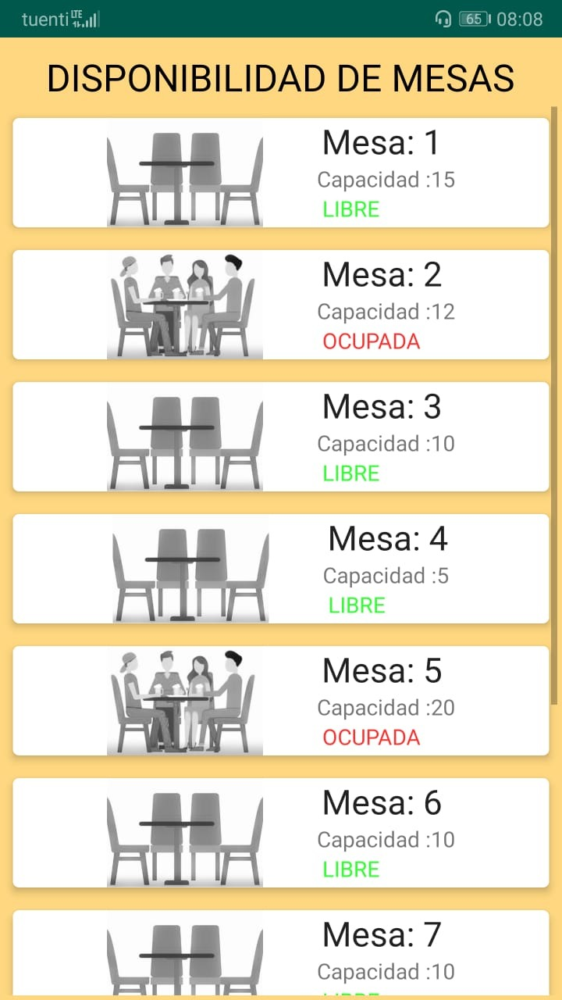 tuenti LTE 65 08:08
DISPONIBILIDAD DE MESAS
Mesa: 1
Capacidad :15
LIBRE
Mesa: 2
Capacidad :12
OCUPADA
Mesa: 3
Capacidad :10
LIBRE
Mesa: 4
Capacidad :5
LIBRE
Mesa: 5
Capacidad :20
OCUPADA
Mesa: 6
Capacidad :10
LIBRE
Mesa: 7
Capacidad :10